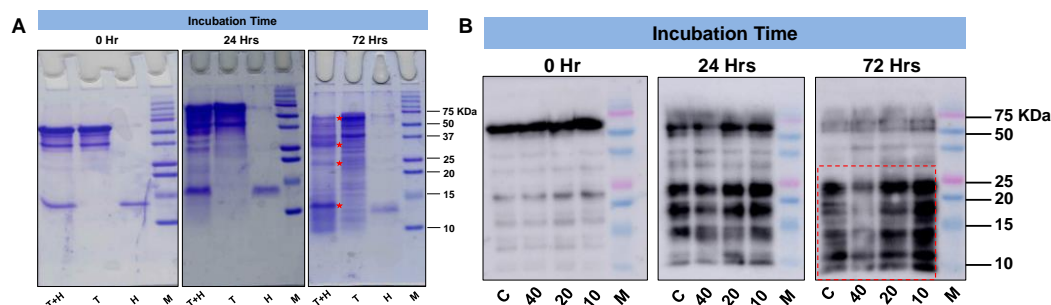 A
Incubation Time
0 Hr 24 Hrs 72 Hrs
75 KDa
50
37
25
20
15
10
T+H T H M T+H T H M T+H T H M
B
Incubation Time
0 Hr 24 Hrs 72 Hrs
75 KDa
50
25
20
15
10
C 40 20 10 M C 40 20 10 M C 40 20 10 M